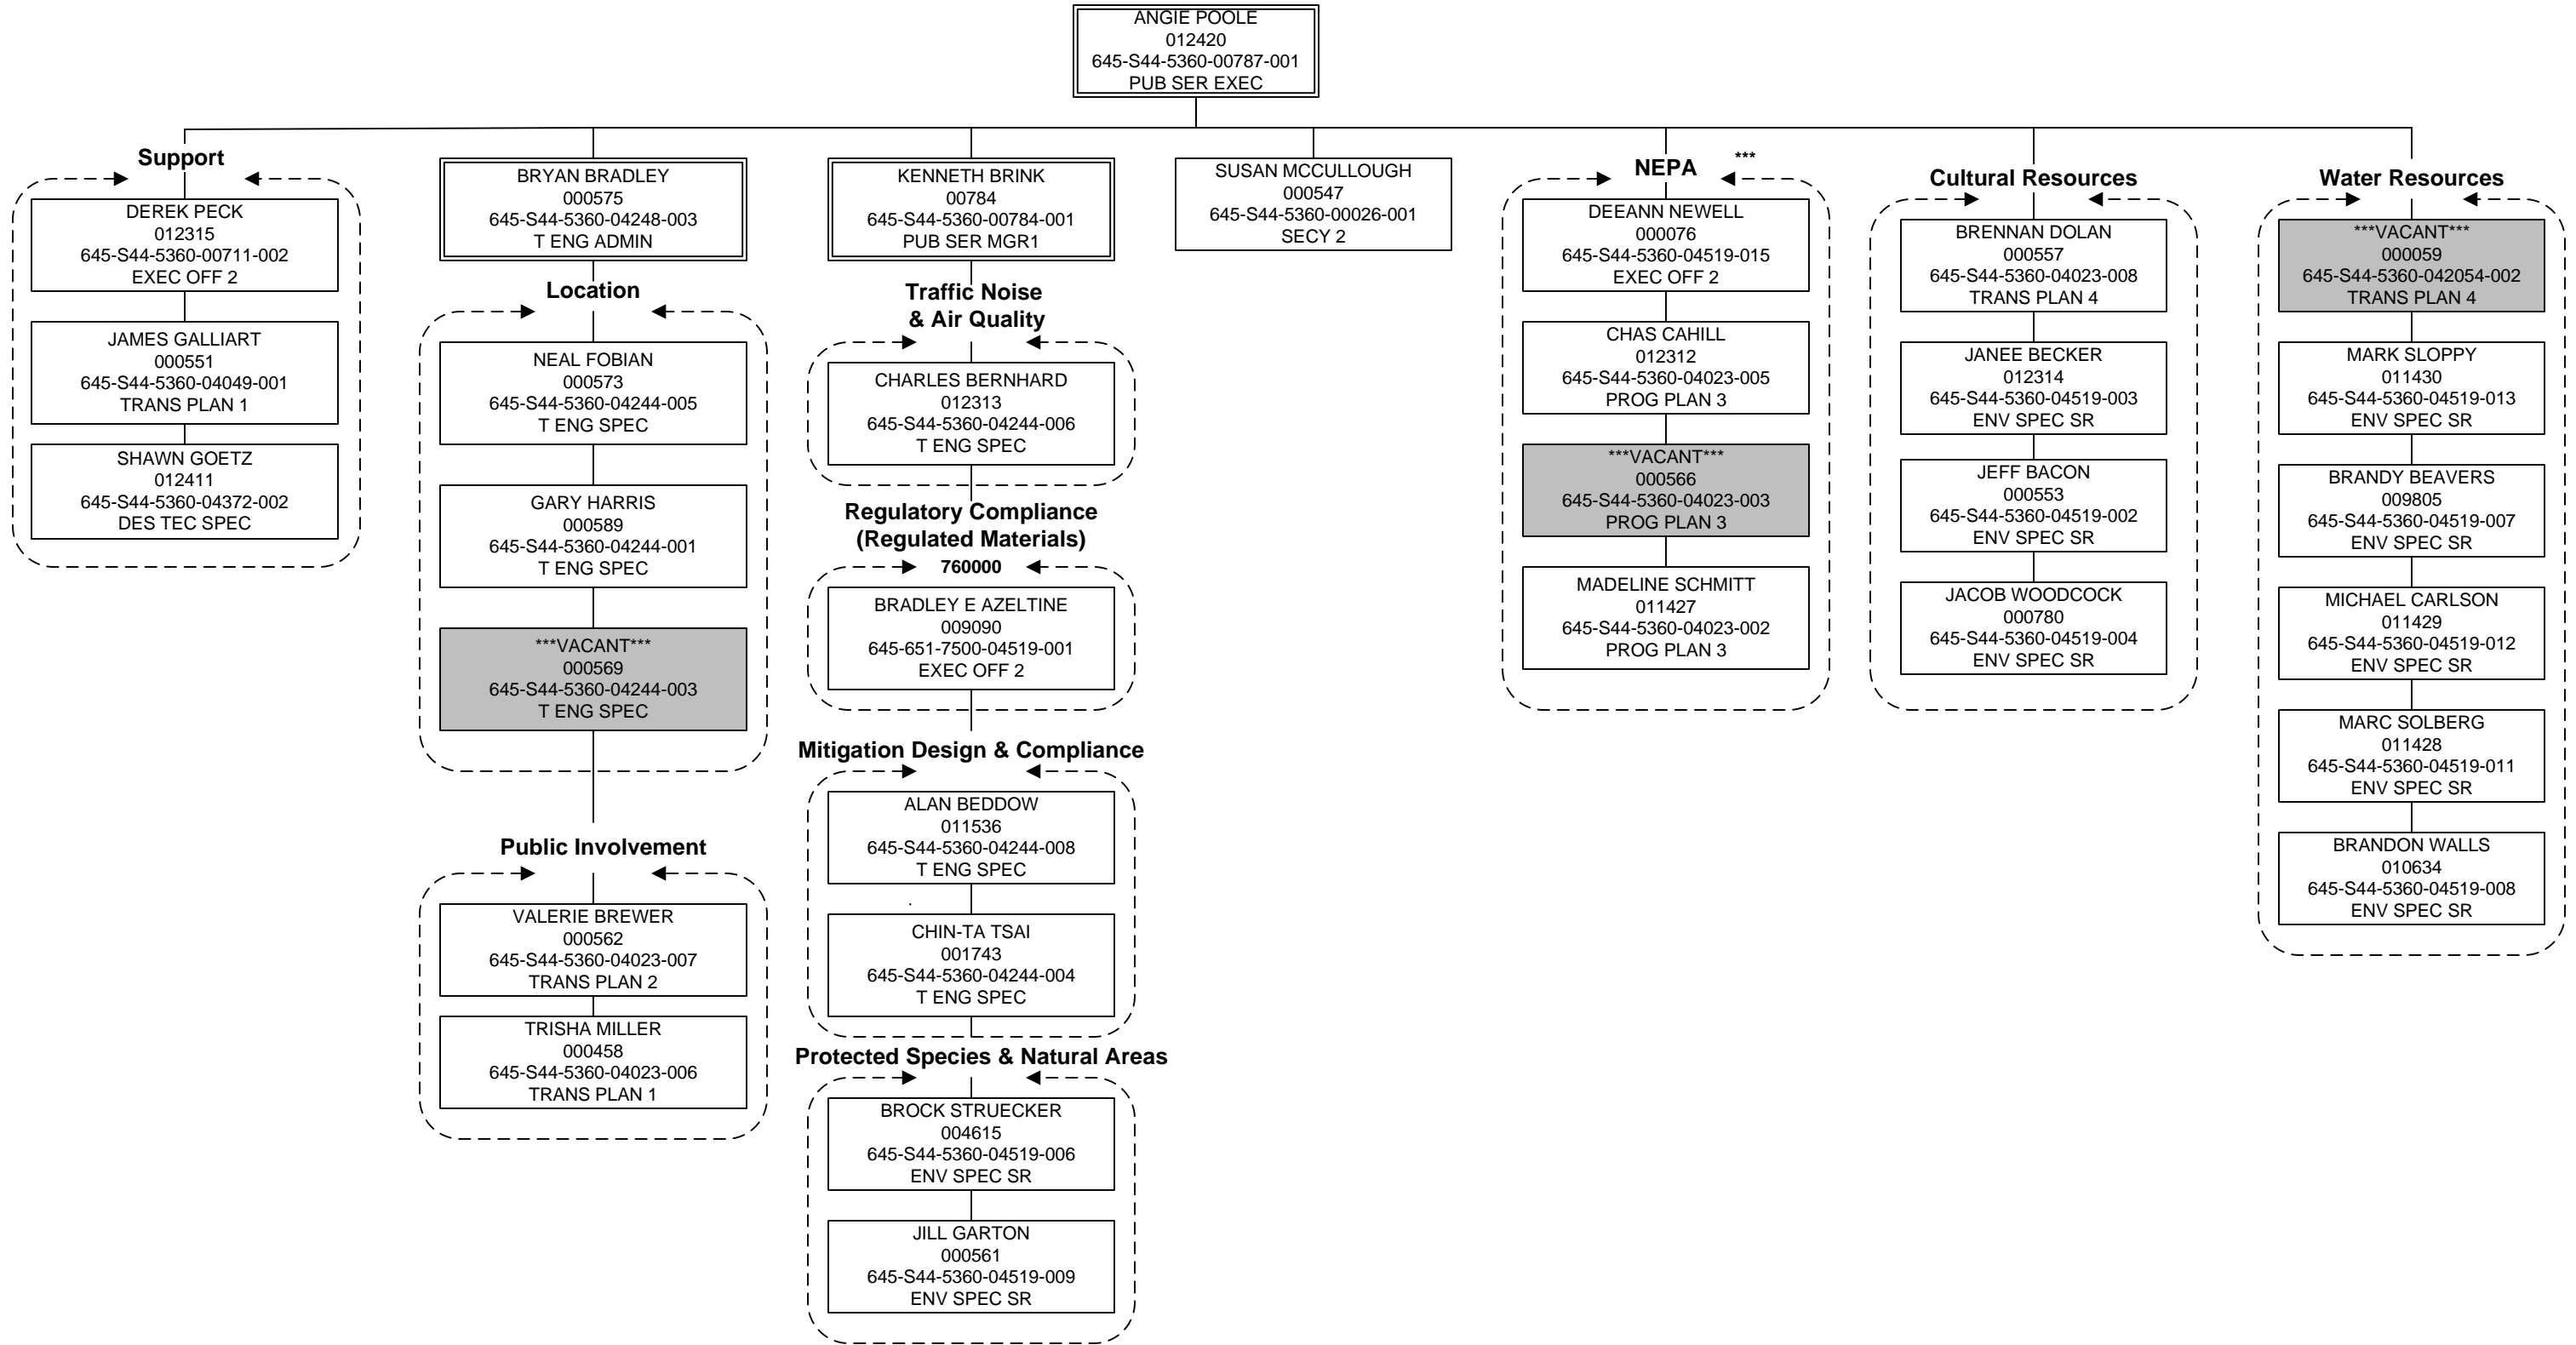 ANGIE POOLE
012420
645-S44-5360-00787-001
PUB SER EXEC
Support
DEREK PECK
012315
645-S44-5360-00711-002
EXEC OFF 2
JAMES GALLIART
000551
645-S44-5360-04049-001
TRANS PLAN 1
SHAWN GOETZ
012411
645-S44-5360-04372-002
DES TEC SPEC
BRYAN BRADLEY
000575
645-S44-5360-04248-003
T ENG ADMIN
Location
NEAL FOBIAN
000573
645-S44-5360-04244-005
T ENG SPEC
GARY HARRIS
000589
645-S44-5360-04244-001
T ENG SPEC
***VACANT***
000569
645-S44-5360-04244-003
T ENG SPEC
Public Involvement
VALERIE BREWER
000562
645-S44-5360-04023-007
TRANS PLAN 2
TRISHA MILLER
000458
645-S44-5360-04023-006
TRANS PLAN 1
KENNETH BRINK
00784
645-S44-5360-00784-001
PUB SER MGR1
Traffic Noise
& Air Quality
CHARLES BERNHARD
012313
645-S44-5360-04244-006
T ENG SPEC
Regulatory Compliance
(Regulated Materials)
760000
BRADLEY E AZELTINE
009090
645-651-7500-04519-001
EXEC OFF 2
Mitigation Design & Compliance
ALAN BEDDOW
011536
645-S44-5360-04244-008
T ENG SPEC
.
CHIN-TA TSAI
001743
645-S44-5360-04244-004
T ENG SPEC
Protected Species & Natural Areas
BROCK STRUECKER
004615
645-S44-5360-04519-006
ENV SPEC SR
JILL GARTON
000561
645-S44-5360-04519-009
ENV SPEC SR
SUSAN MCCULLOUGH
000547
645-S44-5360-00026-001
SECY 2
NEPA ***
DEEANN NEWELL
000076
645-S44-5360-04519-015
EXEC OFF 2
CHAS CAHILL
012312
645-S44-5360-04023-005
PROG PLAN 3
***VACANT***
000566
645-S44-5360-04023-003
PROG PLAN 3
MADELINE SCHMITT
011427
645-S44-5360-04023-002
PROG PLAN 3
Cultural Resources
BRENNAN DOLAN
000557
645-S44-5360-04023-008
TRANS PLAN 4
JANEE BECKER
012314
645-S44-5360-04519-003
ENV SPEC SR
JEFF BACON
000553
645-S44-5360-04519-002
ENV SPEC SR
JACOB WOODCOCK
000780
645-S44-5360-04519-004
ENV SPEC SR
Water Resources
***VACANT***
000059
645-S44-5360-042054-002
TRANS PLAN 4
MARK SLOPPY
011430
645-S44-5360-04519-013
ENV SPEC SR
BRANDY BEAVERS
009805
645-S44-5360-04519-007
ENV SPEC SR
MICHAEL CARLSON
011429
645-S44-5360-04519-012
ENV SPEC SR
MARC SOLBERG
011428
645-S44-5360-04519-011
ENV SPEC SR
BRANDON WALLS
010634
645-S44-5360-04519-008
ENV SPEC SR